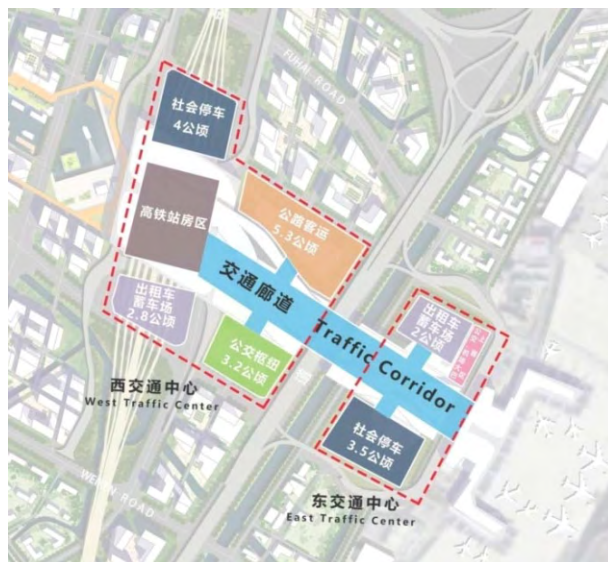 FUHAI ROAD
社会停车
4公顷
高铁站房区
公路客运
5.3公顷
交通廊道 Traffic Corridor
出租车
蓄车场
2.8公顷
公交枢纽
3.2公顷
出租车
蓄车场
2公顷
西交通中心
West Traffic Center
社会停车
3.5公顷
东交通中心
East Traffic Center
ROAD